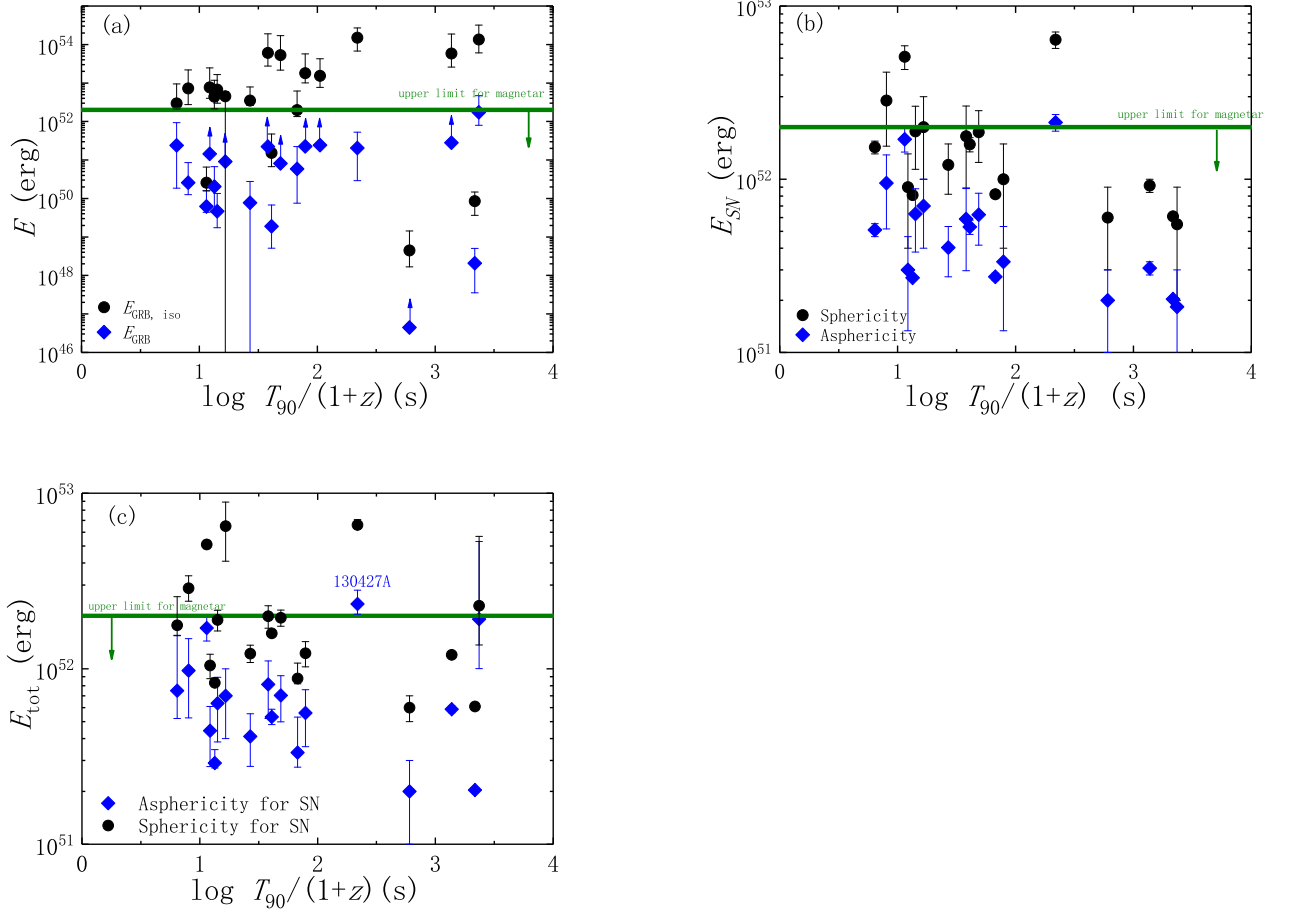 (a)
10^54
10^52
10^50
10^48
10^46
E (erg)
upper limit for magnetar
E_GRB, iso
E_GRB
0 1 2 3 4
log T_90/(1+z)(s)
(b)
10^53
10^52
10^51
E_SN (erg)
upper limit for magnetar
Sphericity
Asphericity
0 1 2 3 4
log T_90/(1+z) (s)
(c)
10^53
10^52
10^51
E_tot (erg)
130427A
upper limit for magnetar
Asphericity for SN
Sphericity for SN
0 1 2 3 4
log T_90/(1+z)(s)